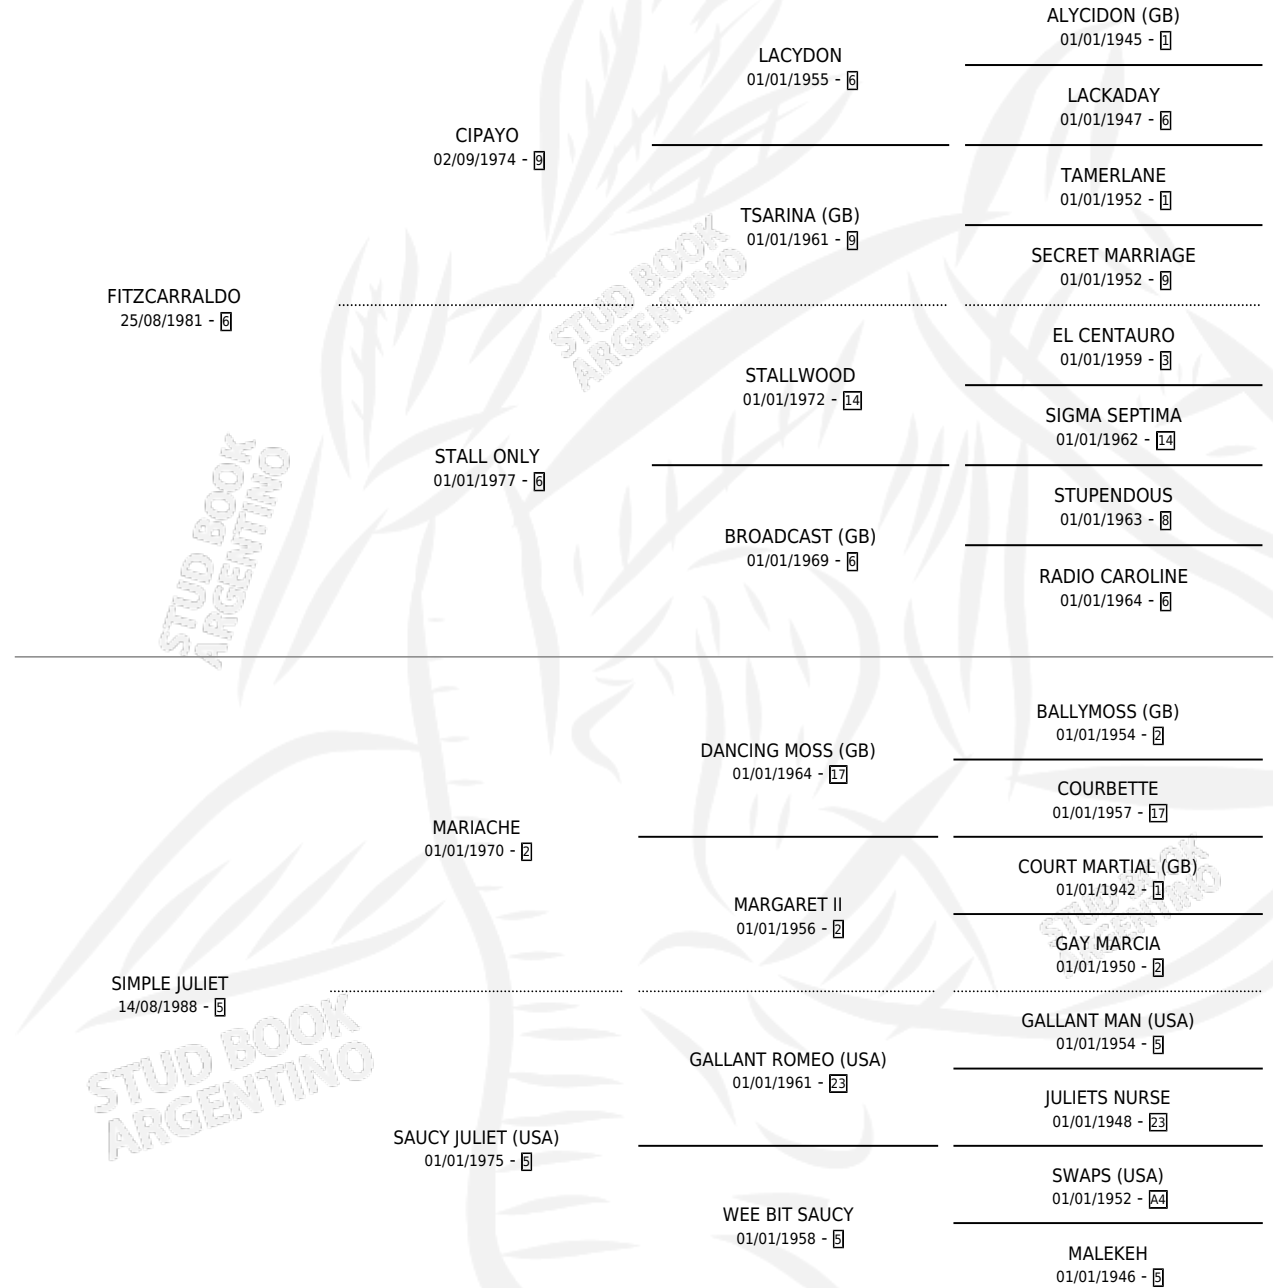 ALYCIDON (GB)
01/01/1945 - 1
LACYDON
01/01/1955 - 6
LACKADAY
01/01/1947 - 6
CIPAYO
02/09/1974 - 9
TAMERLANE
01/01/1952 - 1
TSARINA (GB)
01/01/1961 - 9
SECRET MARRIAGE
01/01/1952 - 9
FITZCARRALDO
25/08/1981 - 6
STUD BOOK
ARGENTINO
EL CENTAURO
01/01/1959 - 3
STALLWOOD
01/01/1972 - 14
SIGMA SEPTIMA
01/01/1962 - 14
STALL ONLY
01/01/1977 - 6
STUPENDOUS
01/01/1963 - 8
BROADCAST (GB)
01/01/1969 - 6
RADIO CAROLINE
01/01/1964 - 6
STUD BOOK
ARGENTINO
BALLYMOSS (GB)
01/01/1954 - 2
DANCING MOSS (GB)
01/01/1964 - 17
COURBETTE
01/01/1957 - 17
MARIACHE
01/01/1970 - 2
COURT MARTIAL (GB)
01/01/1942 - 1
MARGARET II
01/01/1956 - 2
STUD BOOK
ARGENTINO
GAY MARCIA
01/01/1950 - 2
SIMPLE JULIET
14/08/1988 - 5
GALLANT MAN (USA)
01/01/1954 - 5
GALLANT ROMEO (USA)
01/01/1961 - 23
STUD BOOK
ARGENTINO
JULIETS NURSE
01/01/1948 - 23
SAUCY JULIET (USA)
01/01/1975 - 5
SWAPS (USA)
01/01/1952 - A4
WEE BIT SAUCY
01/01/1958 - 5
MALEKEH
01/01/1946 - 5